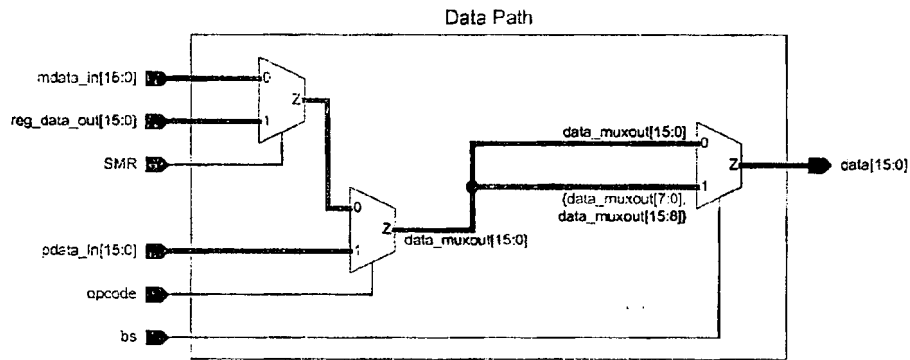 Data Path
mdata_in[15:0]
reg_data_out[15:0]
SMR
pdata_in[15:0]
opcode
bs
0
1
Z
0
1
Z
data_muxout[15:0]
data_muxout[15:0]
{data_muxout[7:0],
data_muxout[15:8]}
0
1
Z
data[15:0]